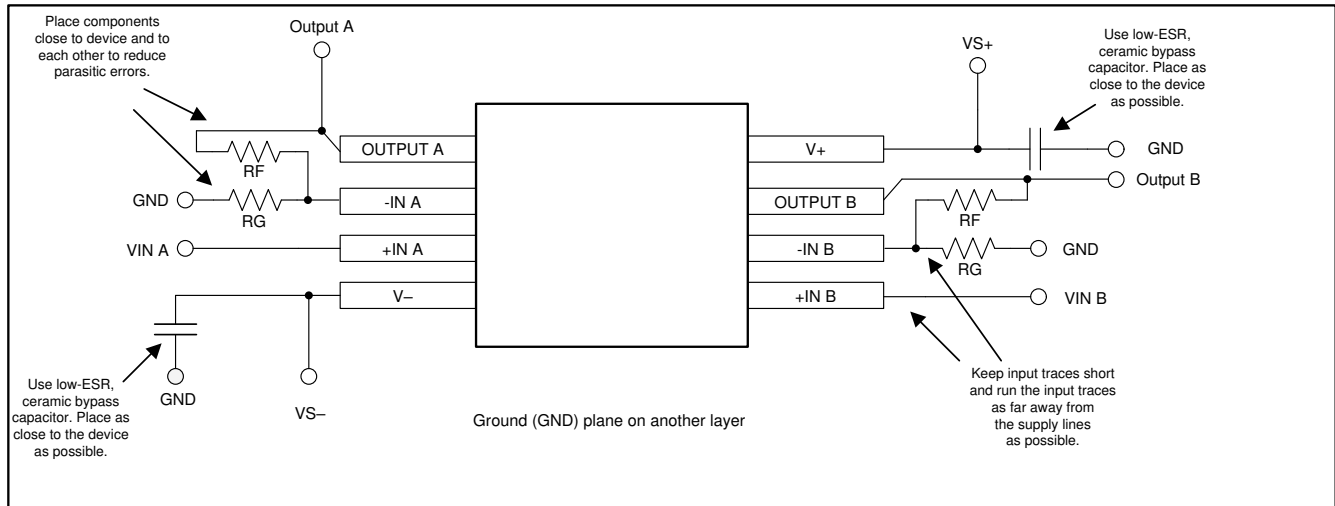 Place components
close to device and to
each other to reduce
parasitic errors.
Output A
VS+
Use low-ESR,
ceramic bypass
capacitor. Place as
close to the device
as possible.
OUTPUT A
V+
GND
RF
Output B
GND
RG
-IN A
OUTPUT B
RF
VIN A
+IN A
-IN B
RG
GND
V–
+IN B
VIN B
Use low-ESR,
ceramic bypass
capacitor. Place as
close to the device
as possible.
GND
VS–
Ground (GND) plane on another layer
Keep input traces short
and run the input traces
as far away from
the supply lines
as possible.